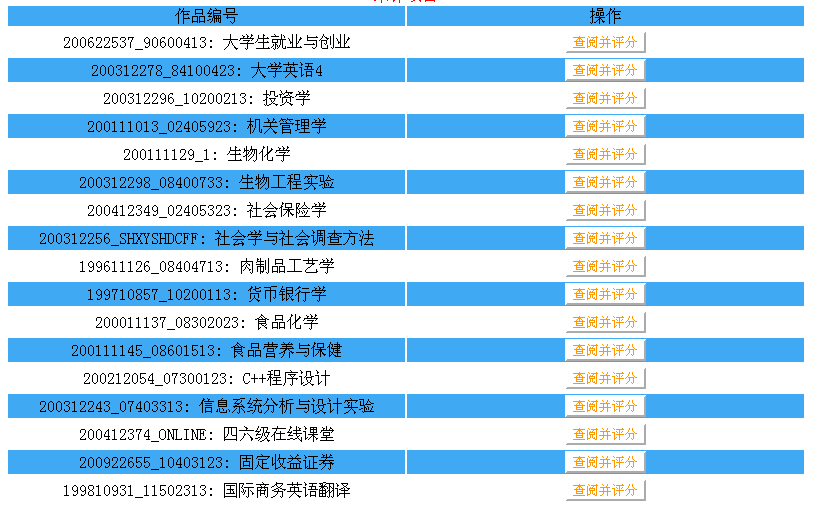 作品编号 操作
200622537_90600413: 大学生就业与创业 查阅并评分
200312278_84100423: 大学英语4 查阅并评分
200312296_10200213: 投资学 查阅并评分
200111013_02405923: 机关管理学 查阅并评分
200111129_1: 生物化学 查阅并评分
200312298_08400733: 生物工程实验 查阅并评分
200412349_02405323: 社会保险学 查阅并评分
200312256_SHXYSHDCFF: 社会学与社会调查方法 查阅并评分
199611126_08404713: 肉制品工艺学 查阅并评分
199710857_10200113: 货币银行学 查阅并评分
200011137_08302023: 食品化学 查阅并评分
200111145_08601513: 食品营养与保健 查阅并评分
200212054_07300123: C++程序设计 查阅并评分
200312243_07403313: 信息系统分析与设计实验 查阅并评分
200412374_ONLINE: 四六级在线课堂 查阅并评分
200922655_10403123: 固定收益证券 查阅并评分
199810931_11502313: 国际商务英语翻译 查阅并评分